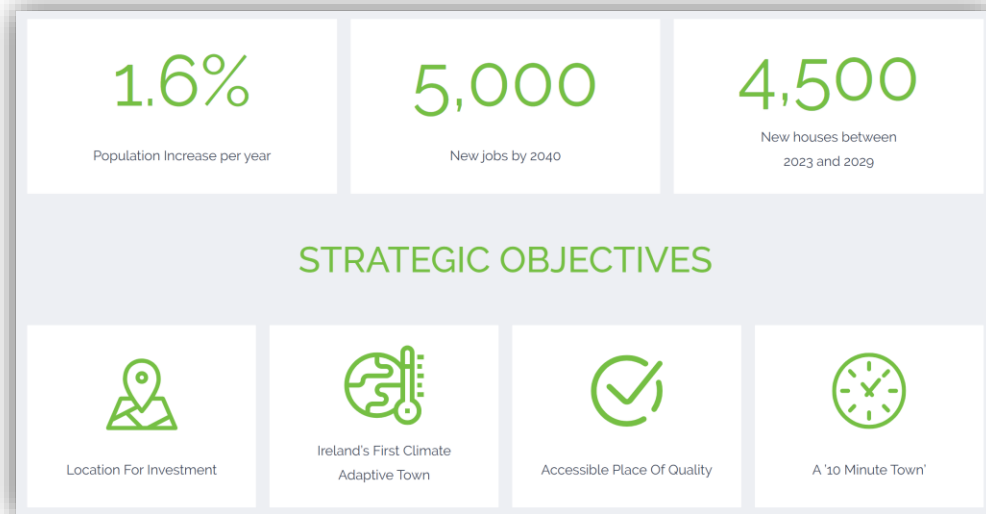 1.6%
Population Increase per year
5,000
New jobs by 2040
4,500
New houses between
2023 and 2029
STRATEGIC OBJECTIVES
Location For Investment
Ireland's First Climate
Adaptive Town
Accessible Place Of Quality
A '10 Minute Town'